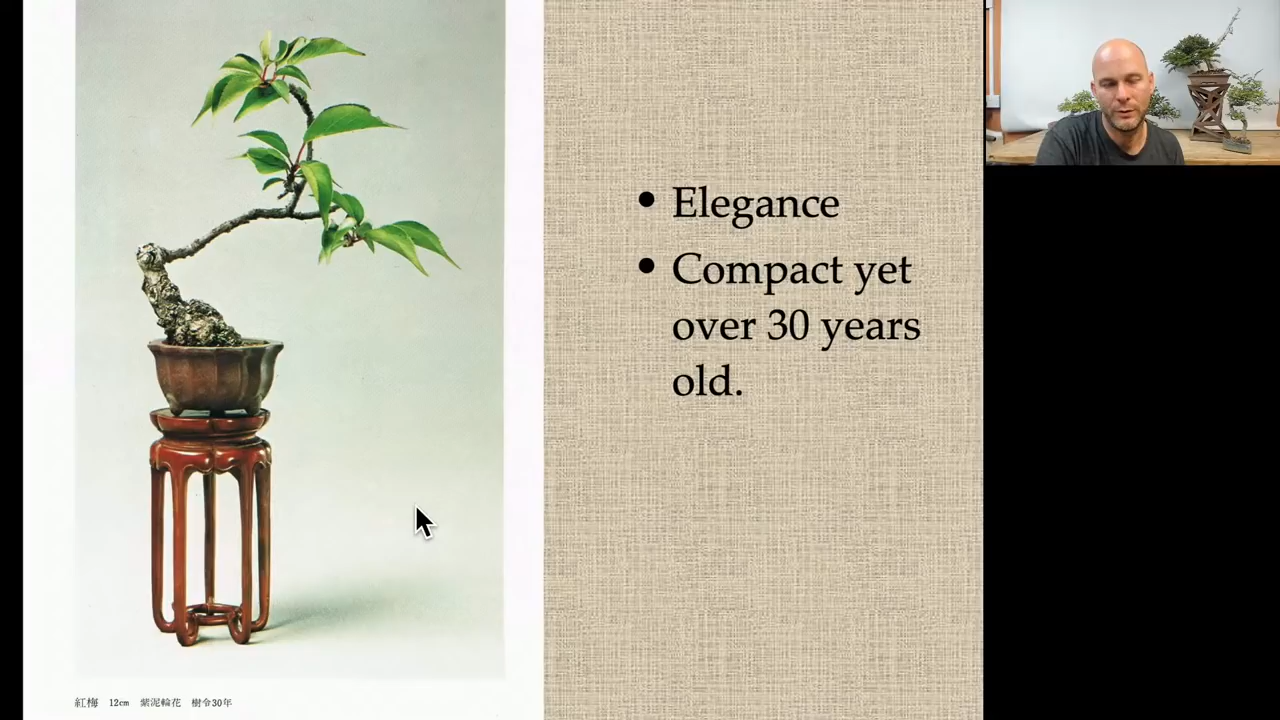 • Elegance
• Compact yet
over 30 years
old.
紅梅 12cm 紫泥輪花 樹令30年